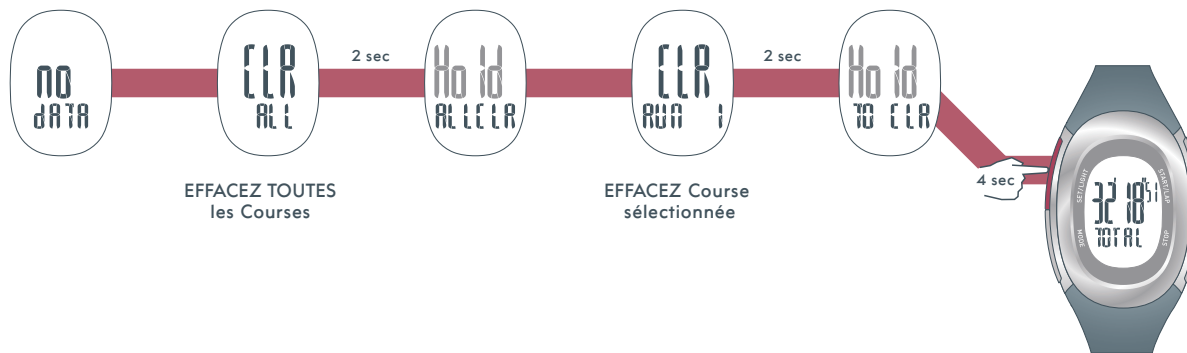 no
dATA
CLR
ALL
2 sec
Hold
ALLCLR
CLR
RUN 1
2 sec
Hold
TO CLR
4 sec
EFFACEZ TOUTES
les Courses
EFFACEZ Course
sélectionnée
SET/LIGHT
START/LAP
32'18"51
TOTAL
MODE
STOP